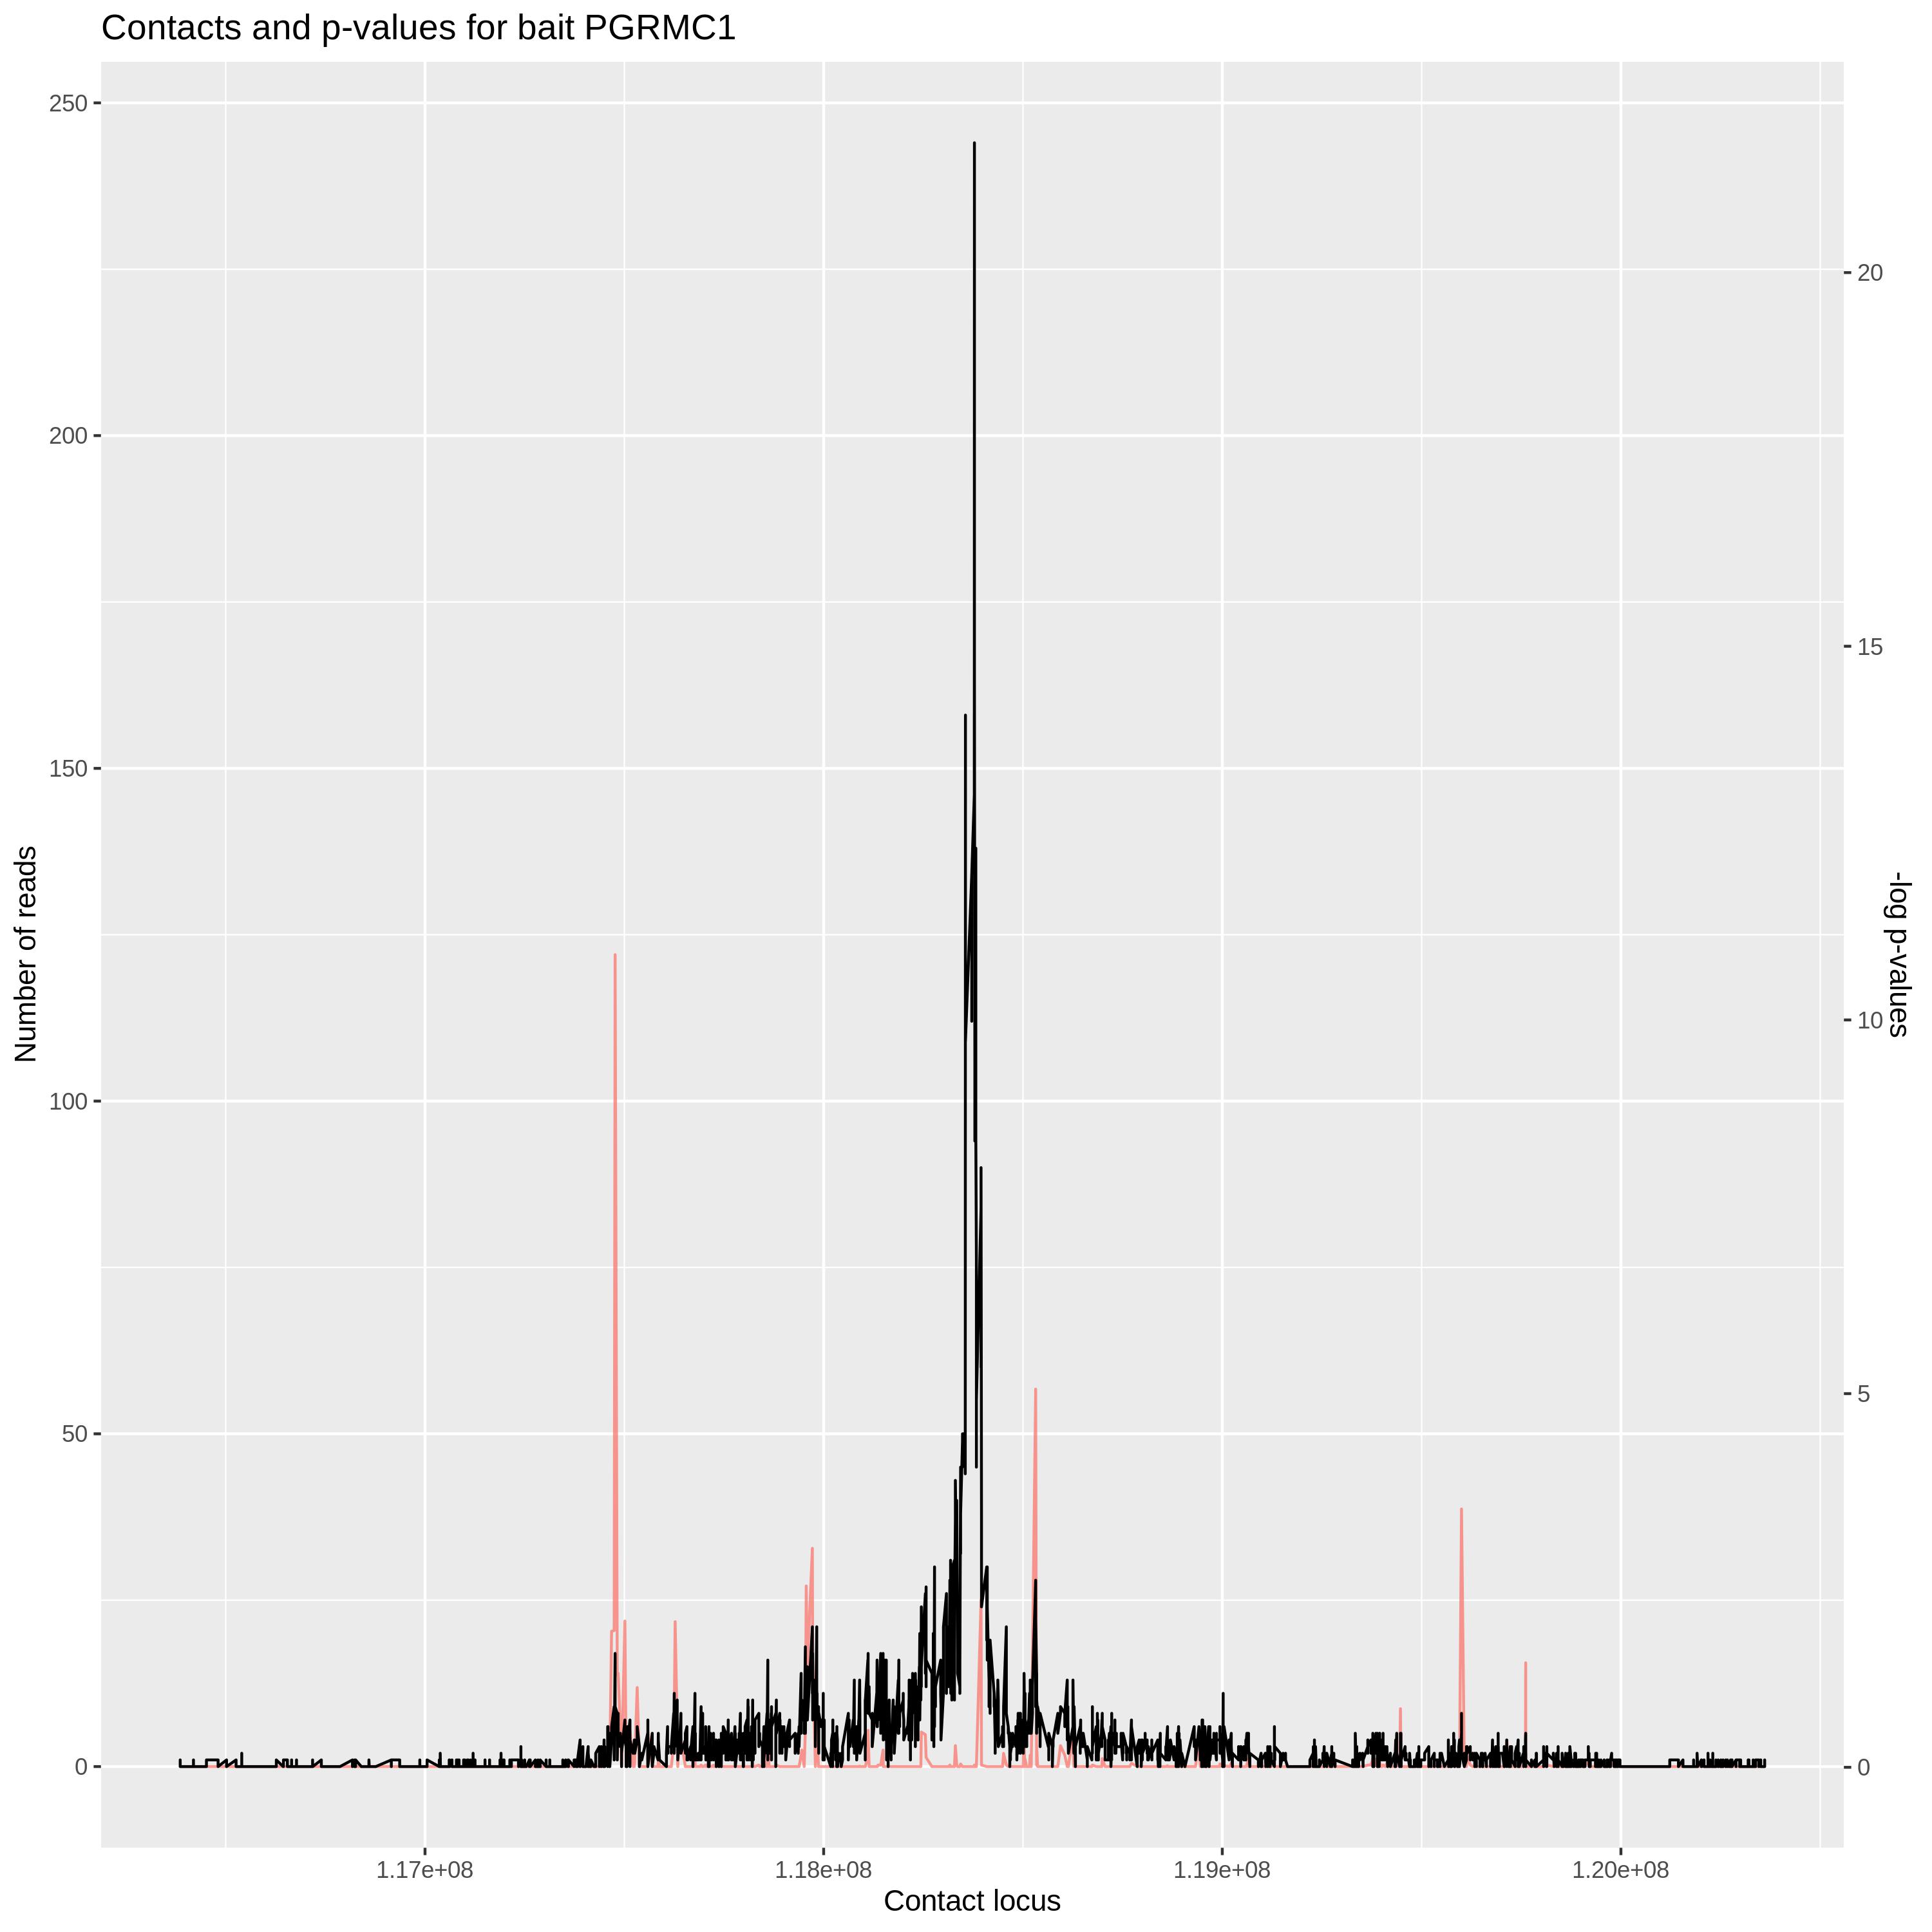 Contacts and p-values for bait PGRMC1
250
200
150
100
50
0
Number of reads
20
15
10
5
0
-log p-values
1.17e+08
1.18e+08
1.19e+08
1.20e+08
Contact locus